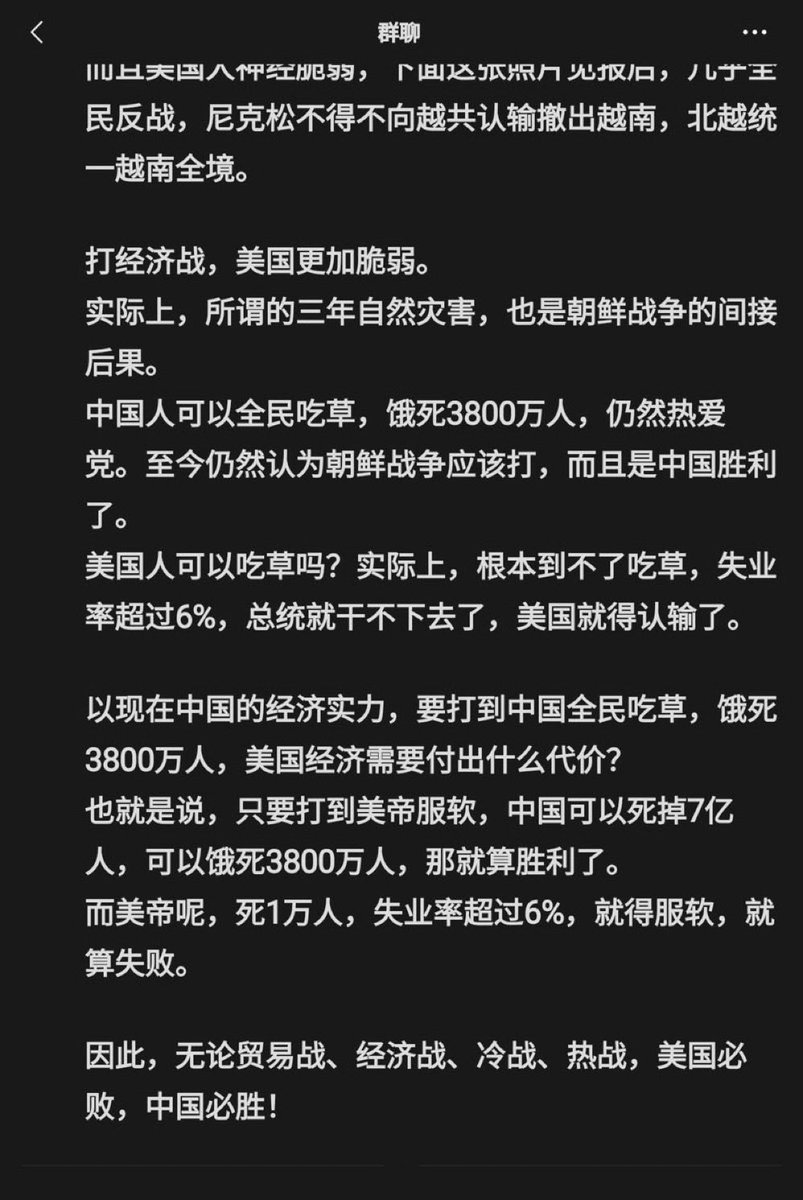 群聊
而且美国人神经脆弱，下面这张照片见报后，几乎全
民反战，尼克松不得不向越共认输撤出越南，北越统
一越南全境。
打经济战，美国更加脆弱。
实际上，所谓的三年自然灾害，也是朝鲜战争的间接
后果。
中国人可以全民吃草，饿死3800万人，仍然热爱
党。至今仍然认为朝鲜战争应该打，而且是中国胜利
了。
美国人可以吃草吗？实际上，根本到不了吃草，失业
率超过6%，总统就干不下去了，美国就得认输了。
以现在中国的经济实力，要打到中国全民吃草，饿死
3800万人，美国经济需要付出什么代价？
也就是说，只要打到美帝服软，中国可以死掉7亿
人，可以饿死3800万人，那就算胜利了。
而美帝呢，死1万人，失业率超过6%，就得服软，就
算失败。
因此，无论贸易战、经济战、冷战、热战，美国必
败，中国必胜！